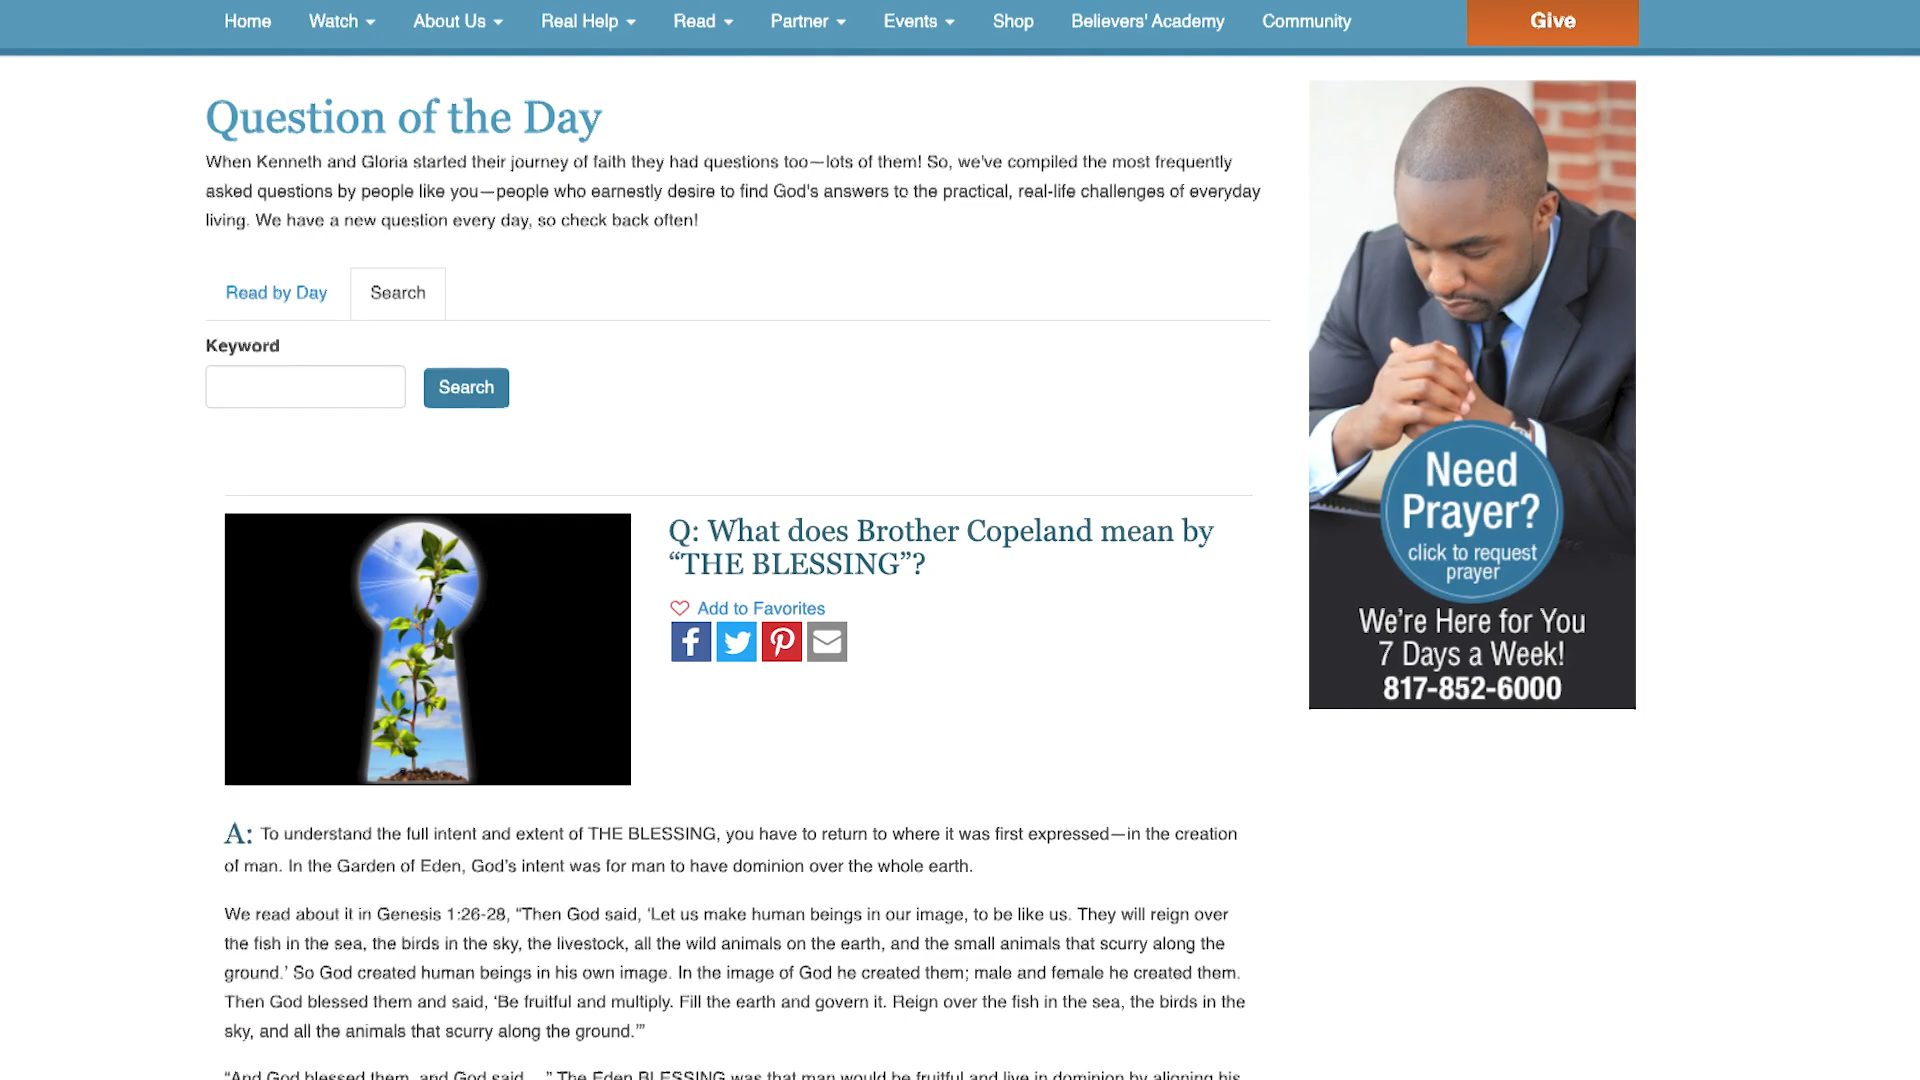 Home Watch About Us Real Help Read Partner Events Shop Believers' Academy Community Give
Question of the Day
When Kenneth and Gloria started their journey of faith they had questions too—lots of them! So, we've compiled the most frequently
asked questions by people like you—people who earnestly desire to find God's answers to the practical, real-life challenges of everyday
living. We have a new question every day, so check back often!
Read by Day Search
Keyword
Search
Q: What does Brother Copeland mean by
“THE BLESSING”?
Add to Favorites
A: To understand the full intent and extent of THE BLESSING, you have to return to where it was first expressed—in the creation
of man. In the Garden of Eden, God’s intent was for man to have dominion over the whole earth.
We read about it in Genesis 1:26-28, “Then God said, ‘Let us make human beings in our image, to be like us. They will reign over
the fish in the sea, the birds in the sky, the livestock, all the wild animals on the earth, and the small animals that scurry along the
ground.’ So God created human beings in his own image. In the image of God he created them; male and female he created them.
Then God blessed them and said, ‘Be fruitful and multiply. Fill the earth and govern it. Reign over the fish in the sea, the birds in the
sky, and all the animals that scurry along the ground.’”
“And God blessed them, and God said....” The Eden BLESSING was that man would be fruitful and live in dominion by aligning his
Need
Prayer?
click to request
prayer
We’re Here for You
7 Days a Week!
817-852-6000